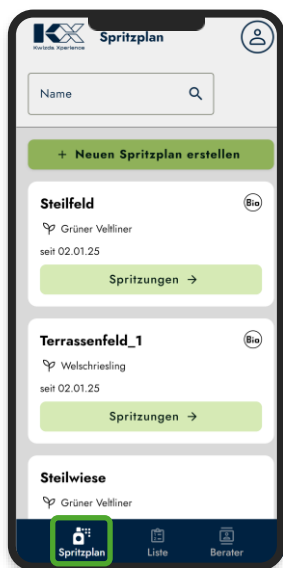 KX
Kwizda Xperience
Spritzplan
Name
+ Neuen Spritzplan erstellen
Steilfeld
Bio
Grüner Veltliner
seit 02.01.25
Spritzungen →
Terrassenfeld_1
Bio
Welschriesling
seit 02.01.25
Spritzungen →
Steilwiese
Grüner Veltliner
Spritzplan
Liste
Berater